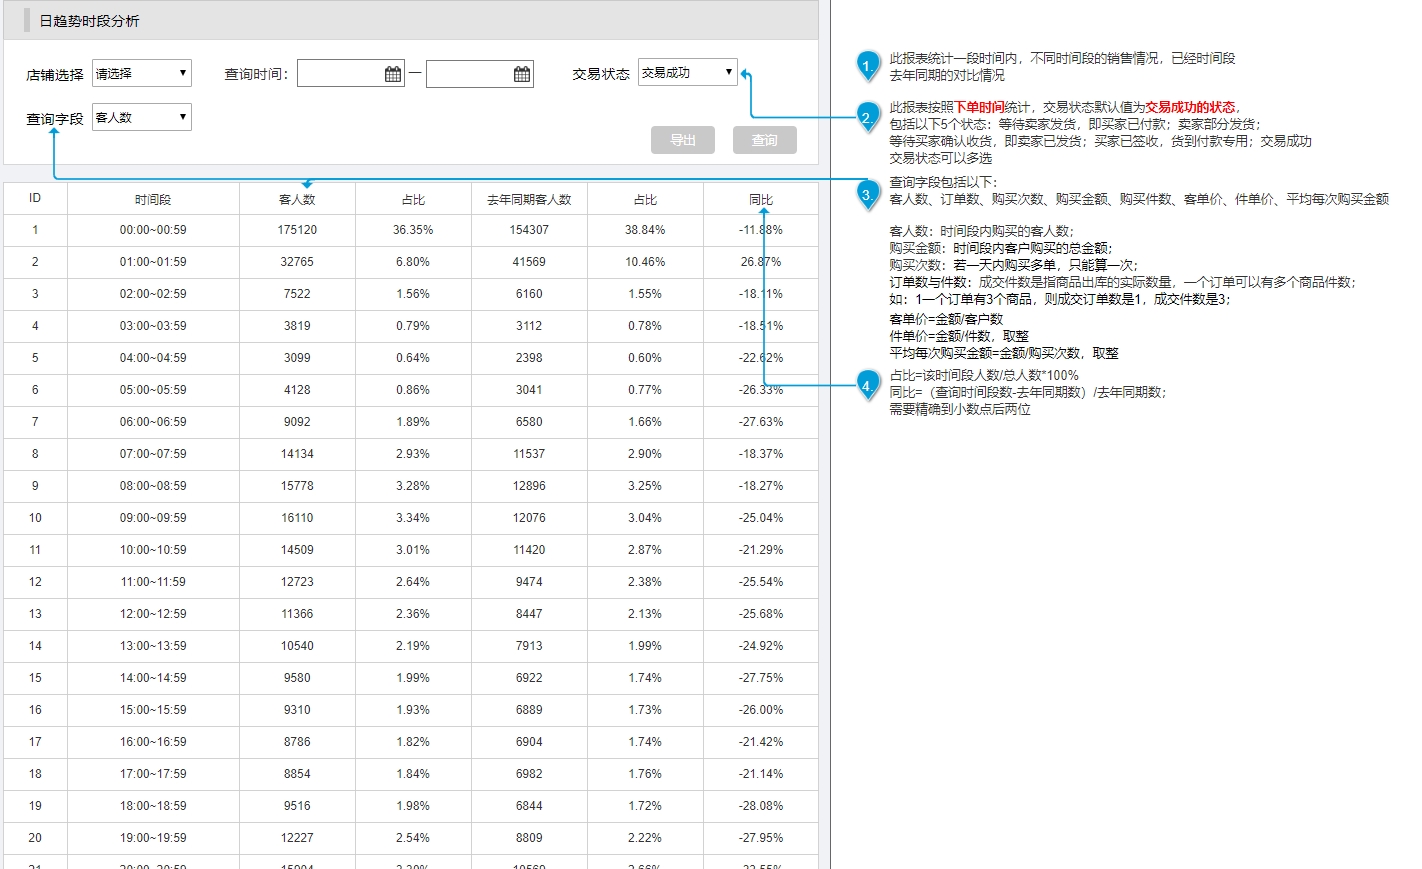 日趋势时段分析
店铺选择 请选择 查询时间： — 交易状态 交易成功
查询字段 客人数
导出 查询
ID 时间段 客人数 占比 去年同期客人数 占比 同比
1 00:00~00:59 175120 36.35% 154307 38.84% -11.88%
2 01:00~01:59 32765 6.80% 41569 10.46% 26.87%
3 02:00~02:59 7522 1.56% 6160 1.55% -18.11%
4 03:00~03:59 3819 0.79% 3112 0.78% -18.51%
5 04:00~04:59 3099 0.64% 2398 0.60% -22.62%
6 05:00~05:59 4128 0.86% 3041 0.77% -26.33%
7 06:00~06:59 9092 1.89% 6580 1.66% -27.63%
8 07:00~07:59 14134 2.93% 11537 2.90% -18.37%
9 08:00~08:59 15778 3.28% 12896 3.25% -18.27%
10 09:00~09:59 16110 3.34% 12076 3.04% -25.04%
11 10:00~10:59 14509 3.01% 11420 2.87% -21.29%
12 11:00~11:59 12723 2.64% 9474 2.38% -25.54%
13 12:00~12:59 11366 2.36% 8447 2.13% -25.68%
14 13:00~13:59 10540 2.19% 7913 1.99% -24.92%
15 14:00~14:59 9580 1.99% 6922 1.74% -27.75%
16 15:00~15:59 9310 1.93% 6889 1.73% -26.00%
17 16:00~16:59 8786 1.82% 6904 1.74% -21.42%
18 17:00~17:59 8854 1.84% 6982 1.76% -21.14%
19 18:00~18:59 9516 1.98% 6844 1.72% -28.08%
20 19:00~19:59 12227 2.54% 8809 2.22% -27.95%
1. 此报表统计一段时间内，不同时间段的销售情况，已经时间段
去年同期的对比情况
2. 此报表按照下单时间统计，交易状态默认值为交易成功的状态，
包括以下5个状态：等待卖家发货，即买家已付款；卖家部分发货；
等待买家确认收货，即卖家已发货；买家已签收，货到付款专用；交易成功
交易状态可以多选
3. 查询字段包括以下：
客人数、订单数、购买次数、购买金额、购买件数、客单价、件单价、平均每次购买金额
客人数：时间段内购买的客人数；
购买金额：时间段内客户购买的总金额；
购买次数：若一天内购买多单，只能算一次；
订单数与件数：成交件数是指商品出库的实际数量，一个订单可以有多个商品件数；
如：1一个订单有3个商品，则成交订单数是1，成交件数是3；
客单价=金额/客户数
件单价=金额/件数，取整
平均每次购买金额=金额/购买次数，取整
4. 占比=该时间段人数/总人数*100%
同比=（查询时间段数-去年同期数）/去年同期数；
需要精确到小数点后两位